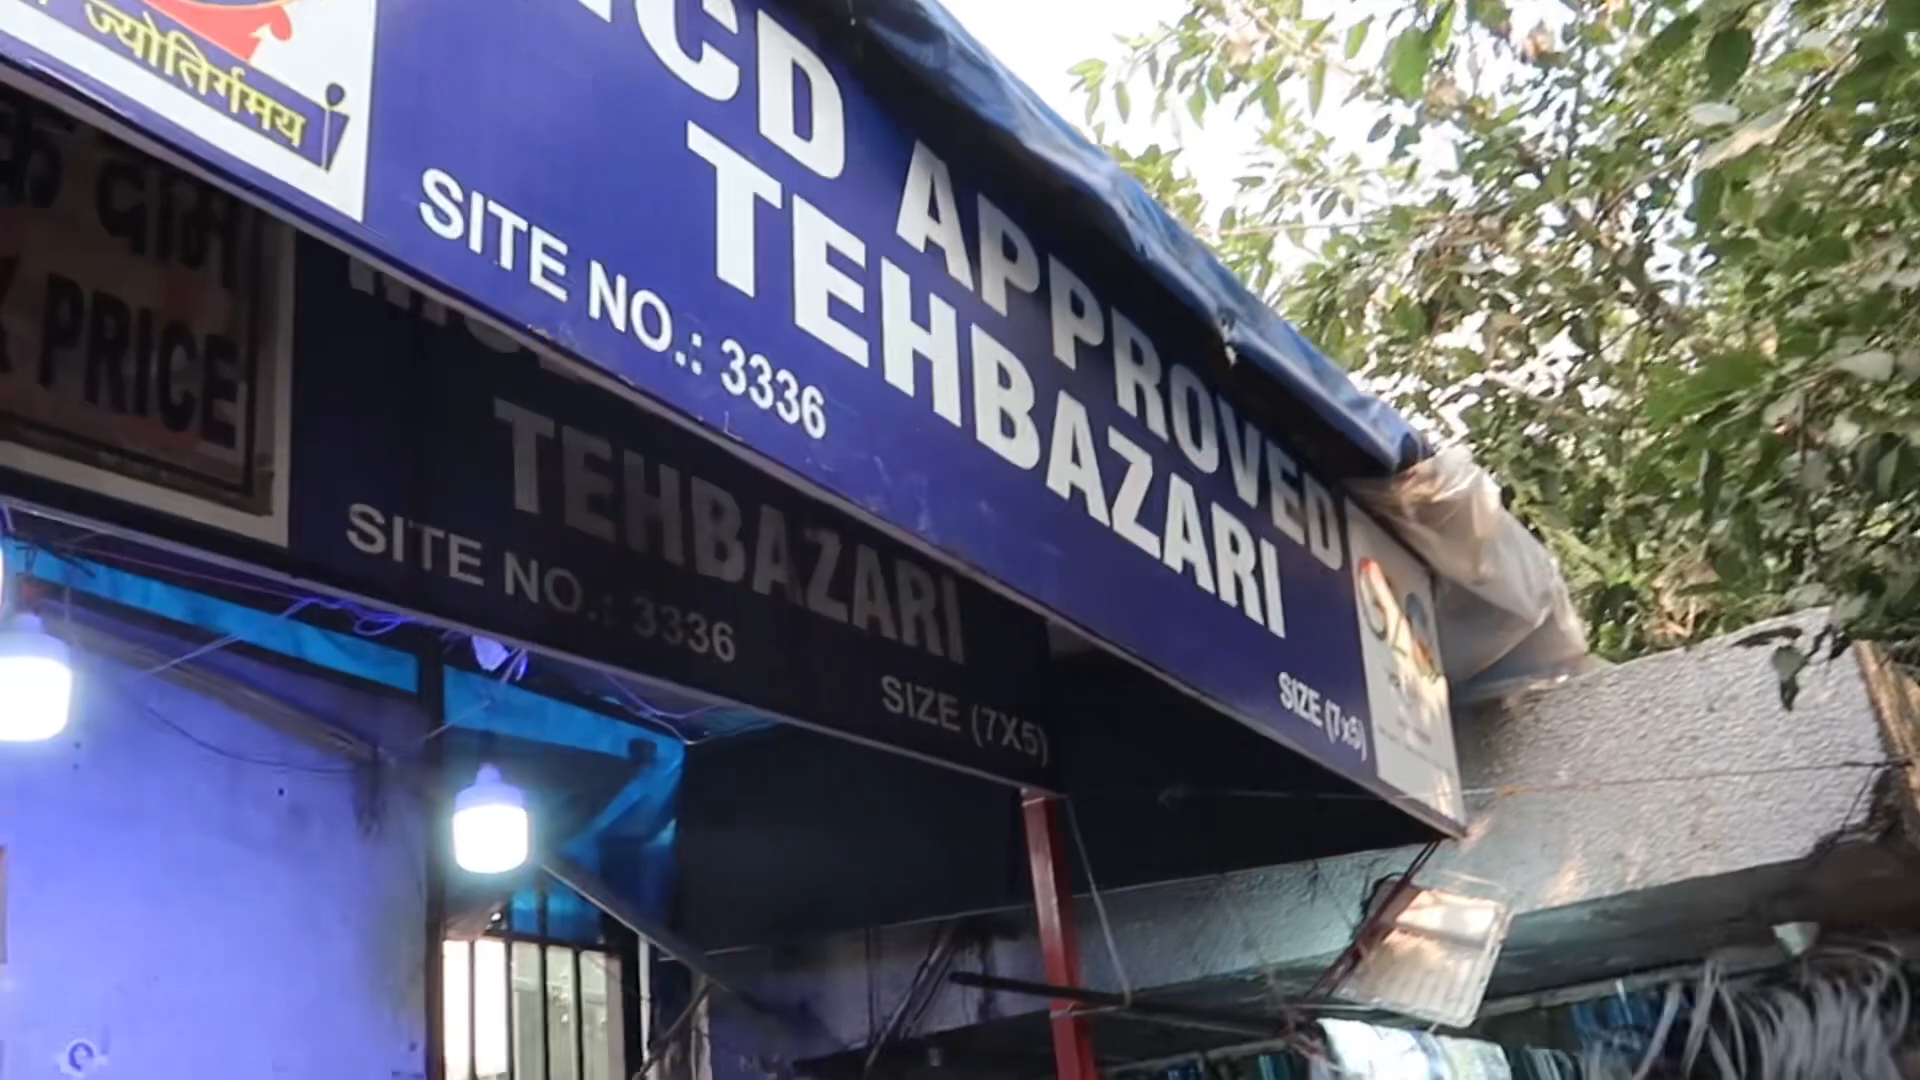 ज्योतिर्गमय
CD APPROVED
TEHBAZARI
SITE NO.: 3336
SIZE (7x5)
PRICE
TEHBAZARI
SITE NO.: 3336
SIZE (7X5)